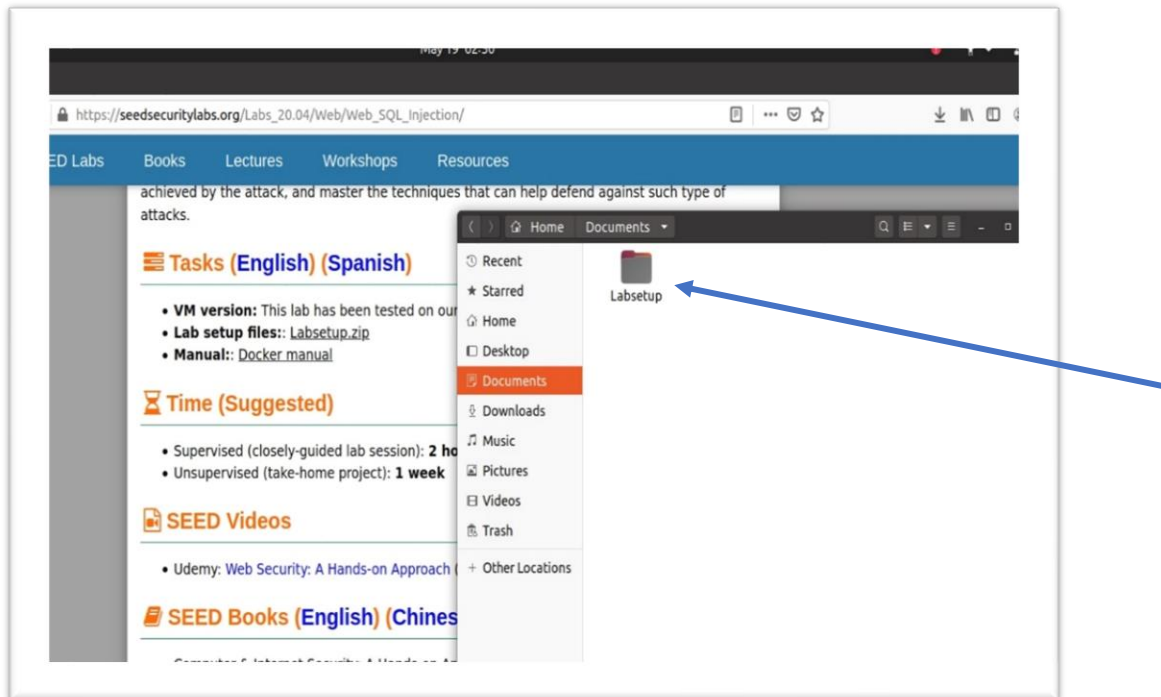 May 19 02:30
https://seedsecuritylabs.org/Labs_20.04/Web/Web_SQL_Injection/
ED Labs Books Lectures Workshops Resources
achieved by the attack, and master the techniques that can help defend against such type of
attacks.
Tasks (English) (Spanish)
• VM version: This lab has been tested on our
• Lab setup files:: Labsetup.zip
• Manual:: Docker manual
Time (Suggested)
• Supervised (closely-guided lab session): 2 ho
• Unsupervised (take-home project): 1 week
SEED Videos
• Udemy: Web Security: A Hands-on Approach (
SEED Books (English) (Chines
Home Documents
Recent
Starred
Home
Desktop
Documents
Downloads
Music
Pictures
Videos
Trash
+ Other Locations
Labsetup